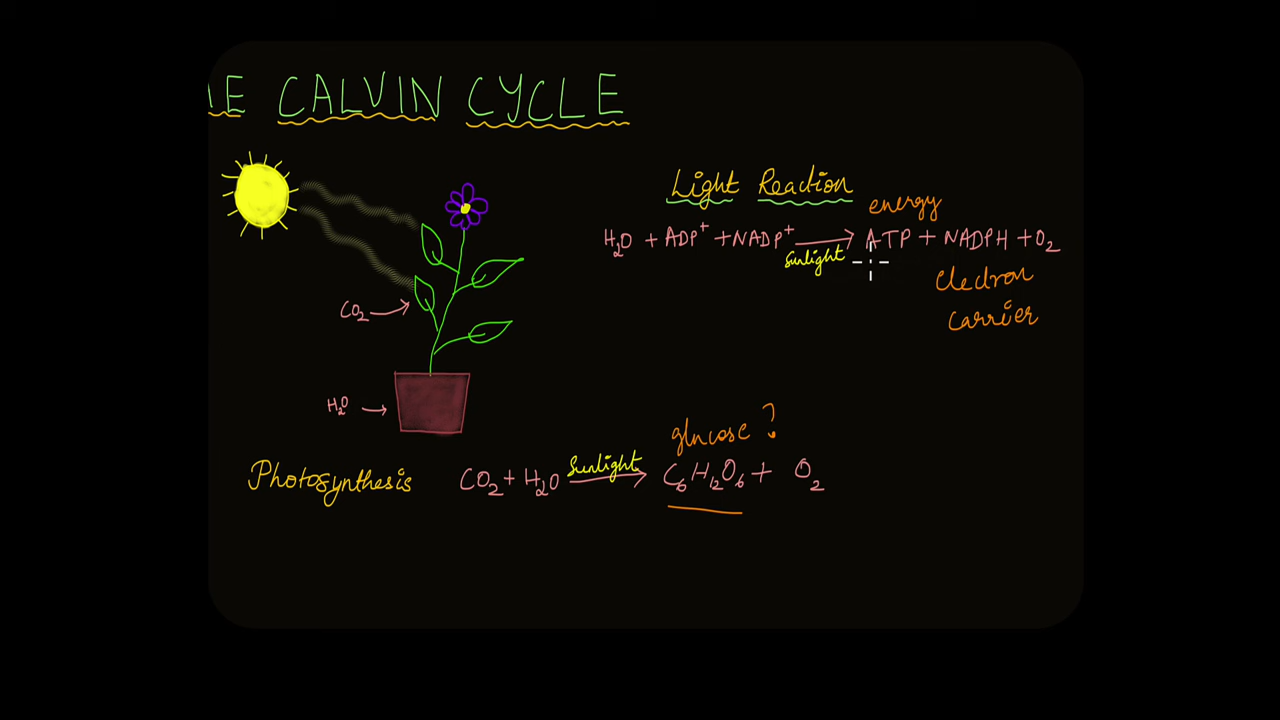 IE CALVIN CYCLE
Light Reaction
energy
H₂O + ADP⁺ + NADP⁺ → ATP + NADPH + O₂
Sunlight
electron
carrier
CO₂ →
H₂O →
glucose ?
Photosynthesis CO₂ + H₂O Sunlight → C₆H₁₂O₆ + O₂